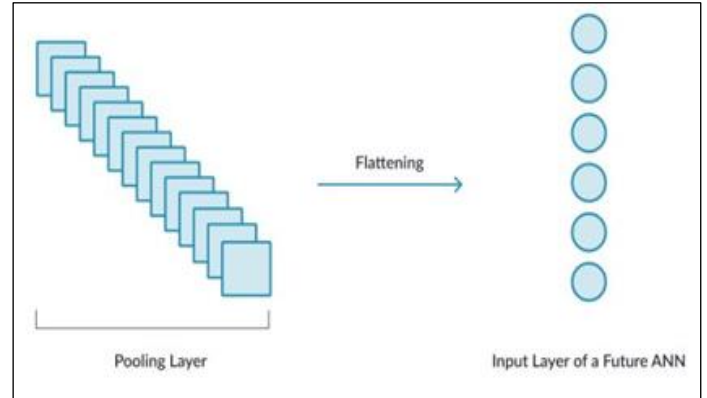 Flattening
Pooling Layer
Input Layer of a Future ANN